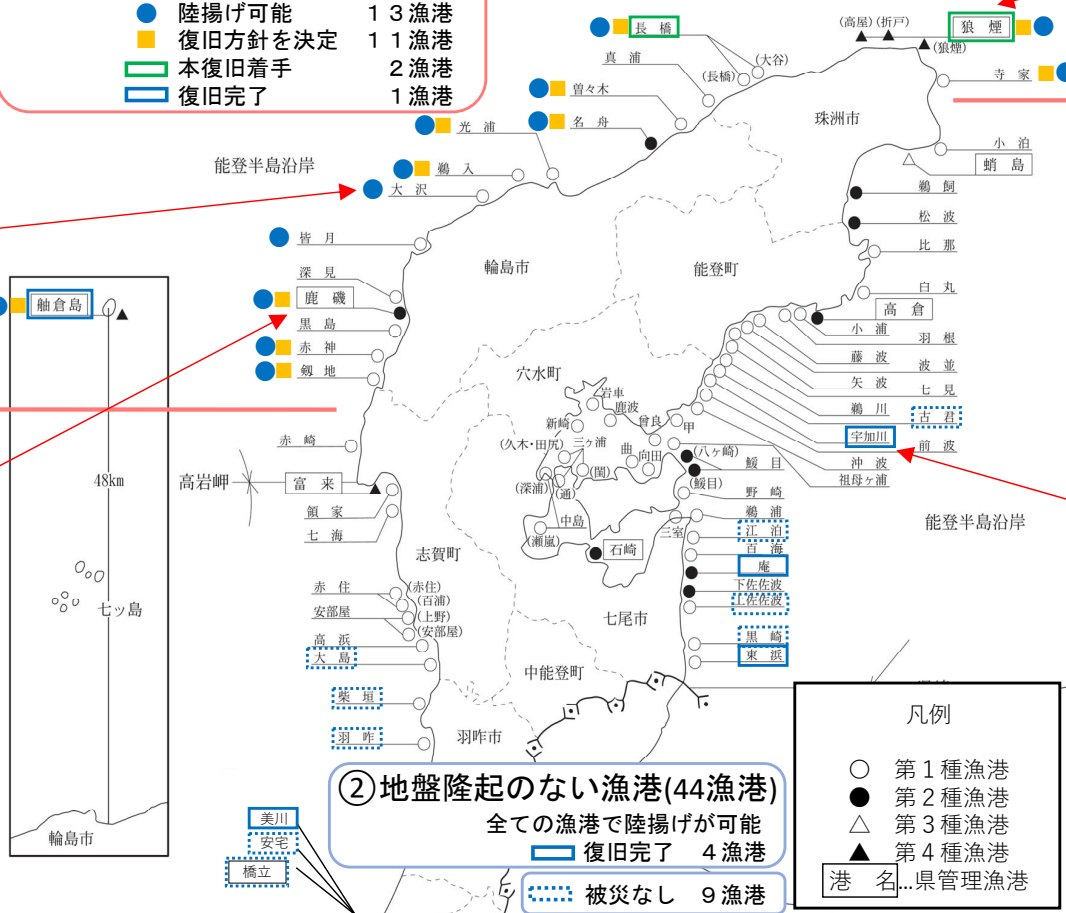 陸揚げ可能 13漁港
復旧方針を決定 11漁港
本復旧着手 2漁港
復旧完了 1漁港
能登半島沿岸
長橋
(大谷)
(長橋)
真浦
曽々木
名舟
光浦
鵜入
大沢
皆月
深見
鹿磯
黒島
赤神
剱地
(高屋)
(折戸)
狼煙
(狼煙)
寺家
小泊
蛸島
鵜飼
松波
比那
白丸
高倉
小浦
羽根
藤波
波並
矢波
七見
鵜川
古君
宇加川
前波
沖波
祖母ヶ浦
珠洲市
輪島市
能登町
穴水町
岩車
鹿波
新崎
曾良
甲
(久木・田尻)
三ヶ浦
曲
向田
(八ヶ崎)
鰀目
(鰀目)
(閨)
(深浦)
(通)
野崎
中島
(瀬嵐)
石崎
三室
鵜浦
江泊
百海
庵
下佐佐波
上佐佐波
黒崎
東浜
能登半島沿岸
舳倉島
48km
七ッ島
輪島市
赤崎
高岩岬
富来
領家
七海
志賀町
赤住
(赤住)
(百浦)
安部屋
(上野)
(安部屋)
高浜
大島
柴垣
羽咋
七尾市
中能登町
羽咋市
美川
安宅
橋立
②地盤隆起のない漁港(44漁港)
全ての漁港で陸揚げが可能
復旧完了 4漁港
被災なし 9漁港
凡例
第1種漁港
第2種漁港
第3種漁港
第4種漁港
港名...県管理漁港